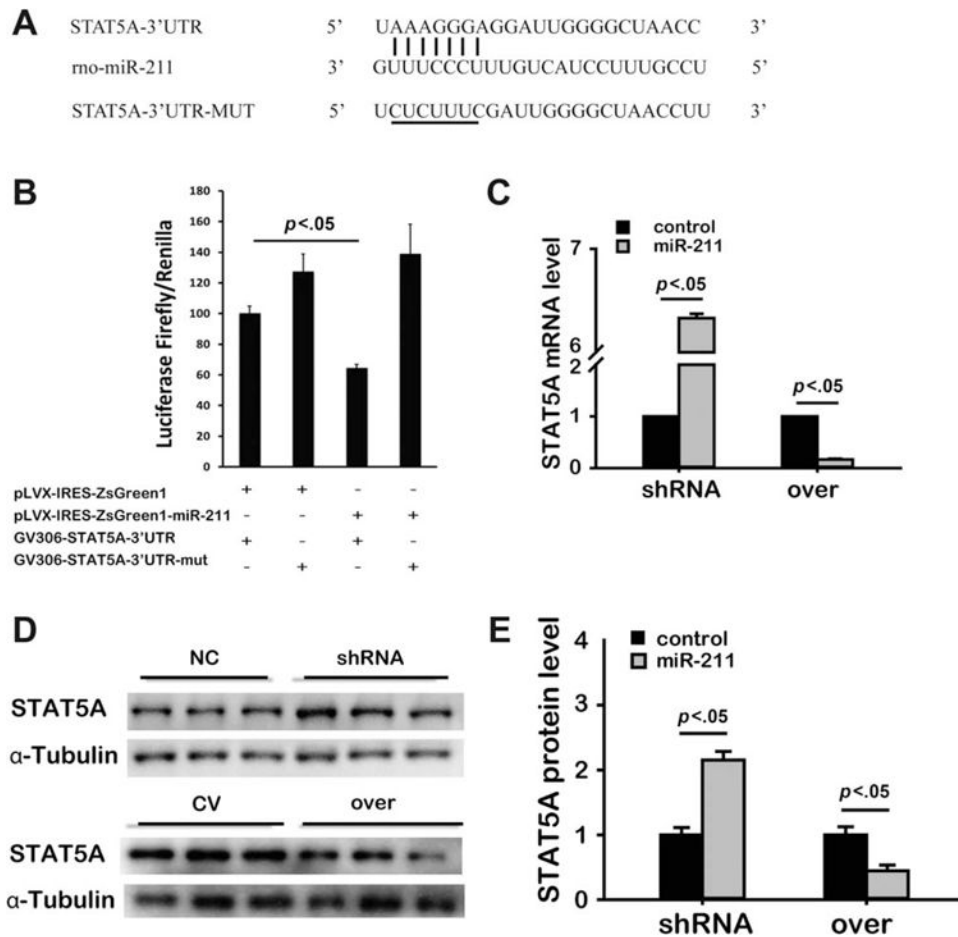 A
STAT5A-3'UTR 5' UAAAGGGAGGAUUGGGGCUAACC 3'
rno-miR-211 3' GUUUCCCUUUGUCAUCCUUUGCCU 5'
STAT5A-3'UTR-MUT 5' UCUCUUUCGAUUGGGGCUAACCUU 3'
B
Luciferase Firefly/Renilla
180
160
140
120
100
80
60
40
20
0
p<.05
pLVX-IRES-ZsGreen1 + + - -
pLVX-IRES-ZsGreen1-miR-211 - - + +
GV306-STAT5A-3'UTR + - + -
GV306-STAT5A-3'UTR-mut - + - +
C
control
miR-211
STAT5A mRNA level
7
6
2
1
0
p<.05
p<.05
shRNA over
D
NC shRNA
STAT5A
α-Tubulin
CV over
STAT5A
α-Tubulin
E
control
miR-211
STAT5A protein level
4
3
2
1
0
p<.05
p<.05
shRNA over